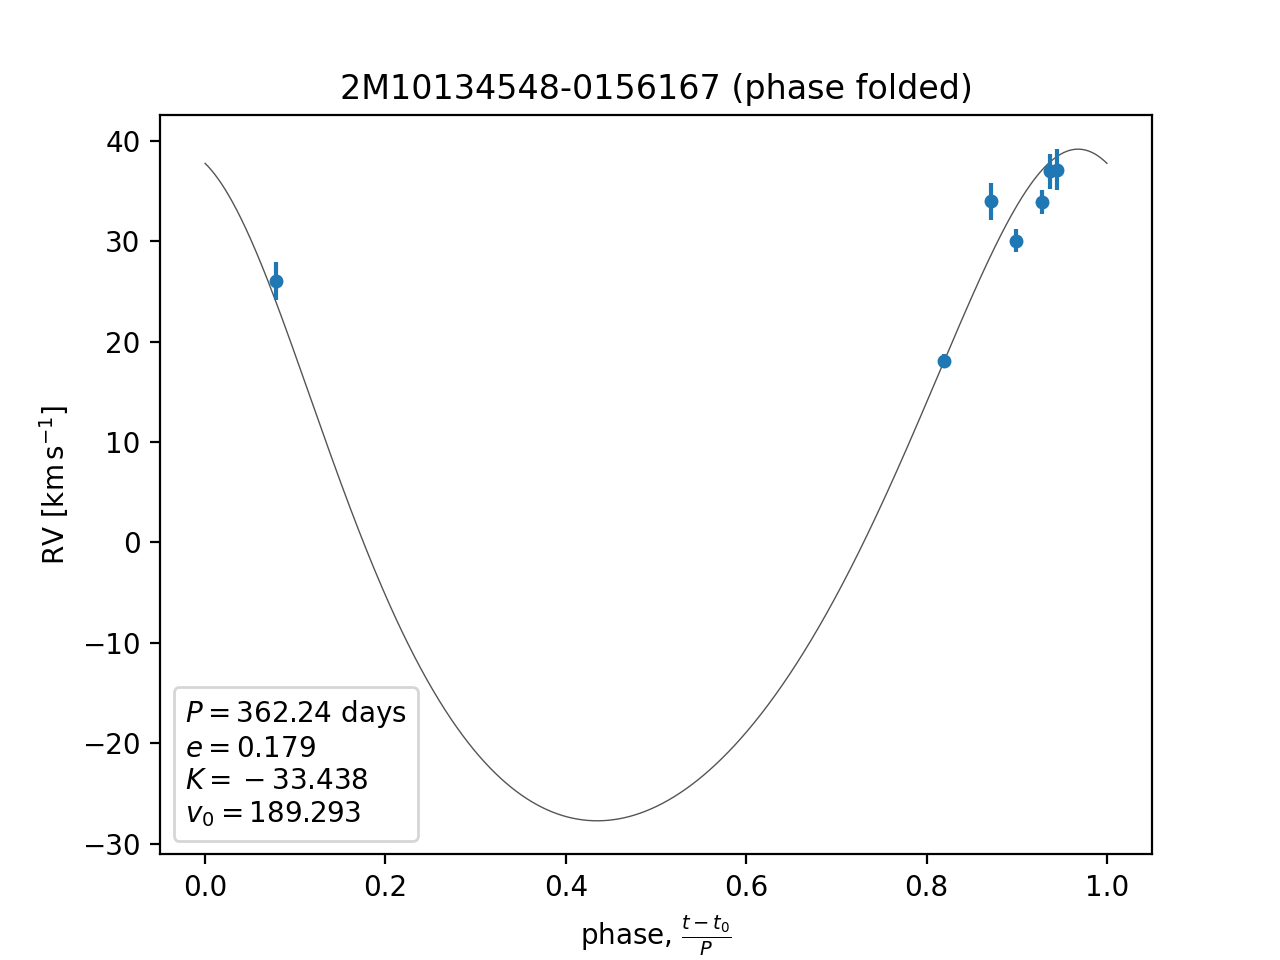 2M10134548-0156167 (phase folded)
40
30
20
10
0
−10
−20
−30
RV [km s⁻¹]
P = 362.24 days
e = 0.179
K = −33.438
v₀ = 189.293
0.0 0.2 0.4 0.6 0.8 1.0
phase, (t − t₀)/P